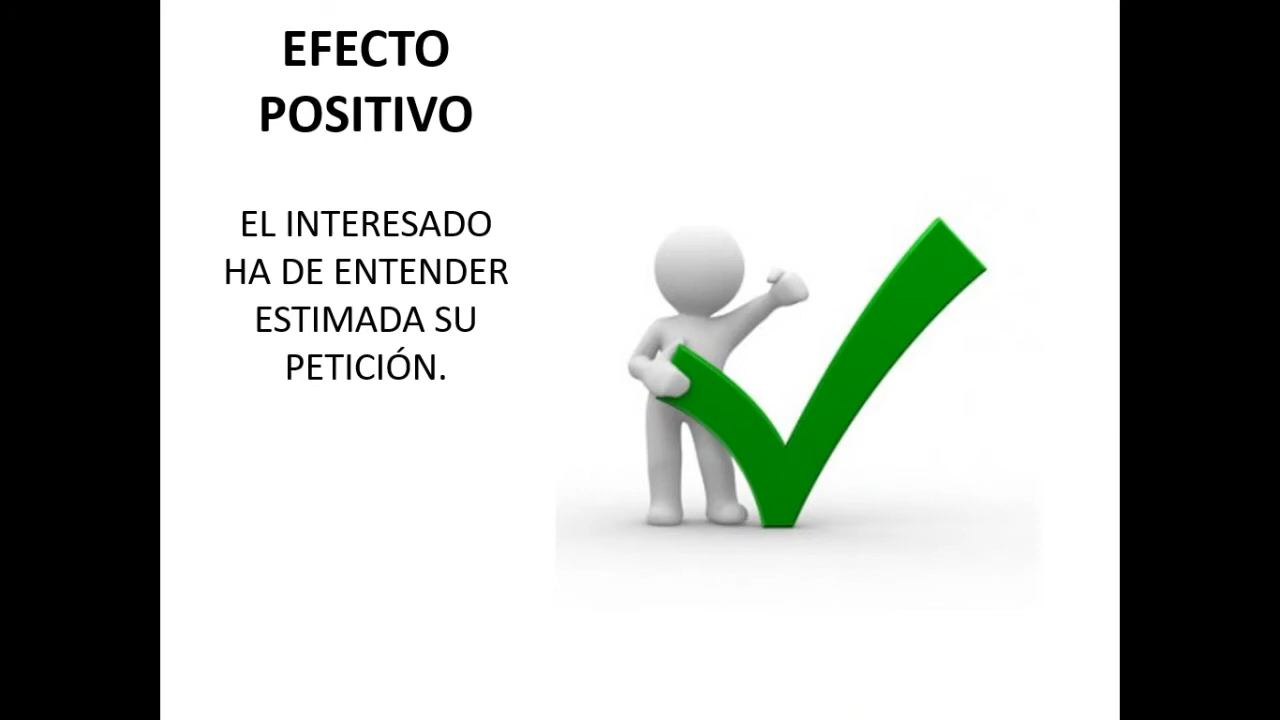 EFECTO
POSITIVO
EL INTERESADO
HA DE ENTENDER
ESTIMADA SU
PETICIÓN.